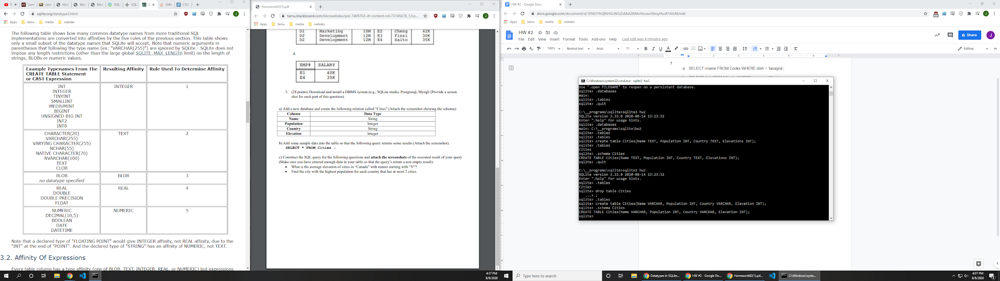 P
Cent
Lect
Micr
Micr
Micr
SQLi
SQLi
C
Diffe
CSCE
sqlite.org/datatype3.html
Apps
tamu
media
webdev
The following table shows how many common datatype names from more traditional SQL
implementations are converted into affinities by the five rules of the previous section. This table shows
only a small subset of the datatype names that SQLite will accept. Note that numeric arguments in
parentheses that following the type name (ex: "VARCHAR(255)") are ignored by SQLite - SQLite does not
impose any length restrictions (other than the large global SQLITE_MAX_LENGTH limit) on the length of
strings, BLOBs or numeric values.
Example Typenames From The
CREATE TABLE Statement
or CAST Expression
Resulting Affinity
Rule Used To Determine Affinity
INT
INTEGER
TINYINT
SMALLINT
MEDIUMINT
BIGINT
UNSIGNED BIG INT
INT2
INT8
INTEGER
1
CHARACTER(20)
VARCHAR(255)
VARYING CHARACTER(255)
NCHAR(55)
NATIVE CHARACTER(70)
NVARCHAR(100)
TEXT
CLOB
TEXT
2
BLOB
no datatype specified
BLOB
3
REAL
DOUBLE
DOUBLE PRECISION
FLOAT
REAL
4
NUMERIC
DECIMAL(10,5)
BOOLEAN
DATE
DATETIME
NUMERIC
5
Note that a declared type of "FLOATING POINT" would give INTEGER affinity, not REAL affinity, due to the
"INT" at the end of "POINT". And the declared type of "STRING" has an affinity of NUMERIC, not TEXT.
3.2. Affinity Of Expressions
Every table column has a type affinity (one of BLOB, TEXT, INTEGER, REAL, or NUMERIC) but expressions
4:37 PM
9/6/2020
Homework02(1).pdf
tamu.blackboard.com/bbcswebdav/pid-7409763-dt-content-rid-73145678_1/co...
Apps
tamu
media
webdev
D1 Marketing 10M E2 Cheng 42K
D2 Development 12M E3 Finzi 30K
D2 Development 12M E4 Saito 35K
d.
EMP# SALARY
E1 40K
E4 35K
3. (28 points) Download and install a DBMS system (e.g., SQLite studio, Postgresql, Mysql) (Provide a screen
shot for each part of this question).
a) Add a new database and create the following relation called “Cities” (Attach the screenshot showing the schema):
Column Data Type
Name String
Population Integer
Country String
Elevation Integer
b) Add some sample data into the table so that the following query returns some results (Attach the screenshot).
SELECT * FROM Cities ;
c) Construct the SQL query for the following questions and attach the screenshots of the executed result of your query
(Make sure you have entered enough data in your table so that the query’s return a non empty result):
• What is the average elevation of cities in “Canada” with names starting with “V”?
• Find the city with the highest population for each country that has at most 2 cities.
HW #2 - Google Docs
docs.google.com/document/d/1ENLYYhQf6HGcW2iZsMaGIKMvIVsvwuYdmyHsoR14JcM/edit
Apps
tamu
media
webdev
HW #2
File Edit View Insert Format Tools Add-ons Help Last edit was 4 minutes ago
Share
J
100% Normal text Arial 11 B I U A
Editing
1.
a. SELECT cname FROM Cooks WHERE dish = 'lasagna';
C:\Windows\system32\cmd.exe - sqlite3 hw2
Use ".open FILENAME" to reopen on a persistent database.
sqlite> .databases
main:
sqlite> .tables
sqlite> .quit
C:\__programs\sqlite>sqlite3 hw2
SQLite version 3.33.0 2020-08-14 13:23:32
Enter ".help" for usage hints.
sqlite> .databases
main: C:\__programs\sqlite\hw2
sqlite> .tables
sqlite> .tables
sqlite> create table Cities(Name TEXT, Population INT, Country TEXT, Elevations INT);
sqlite> .tables
Cities
sqlite> .schema Cities
CREATE TABLE Cities(Name TEXT, Population INT, Country TEXT, Elevations INT);
sqlite> .quit
C:\__programs\sqlite>sqlite3 hw2
SQLite version 3.33.0 2020-08-14 13:23:32
Enter ".help" for usage hints.
sqlite> .tables
Cities
sqlite> drop table Cities
...> ;
sqlite> .tables
sqlite> create table Cities(Name VARCHAR, Population INT, Country VARCHAR, Elevation INT);
sqlite> .schema Cities
CREATE TABLE Cities(Name VARCHAR, Population INT, Country VARCHAR, Elevation INT);
sqlite>
Type here to search
Datatypes In SQLite...
HW #2 - Google Do...
Homework02(1).pd...
C:\Windows\syste...
4:37 PM
9/6/2020